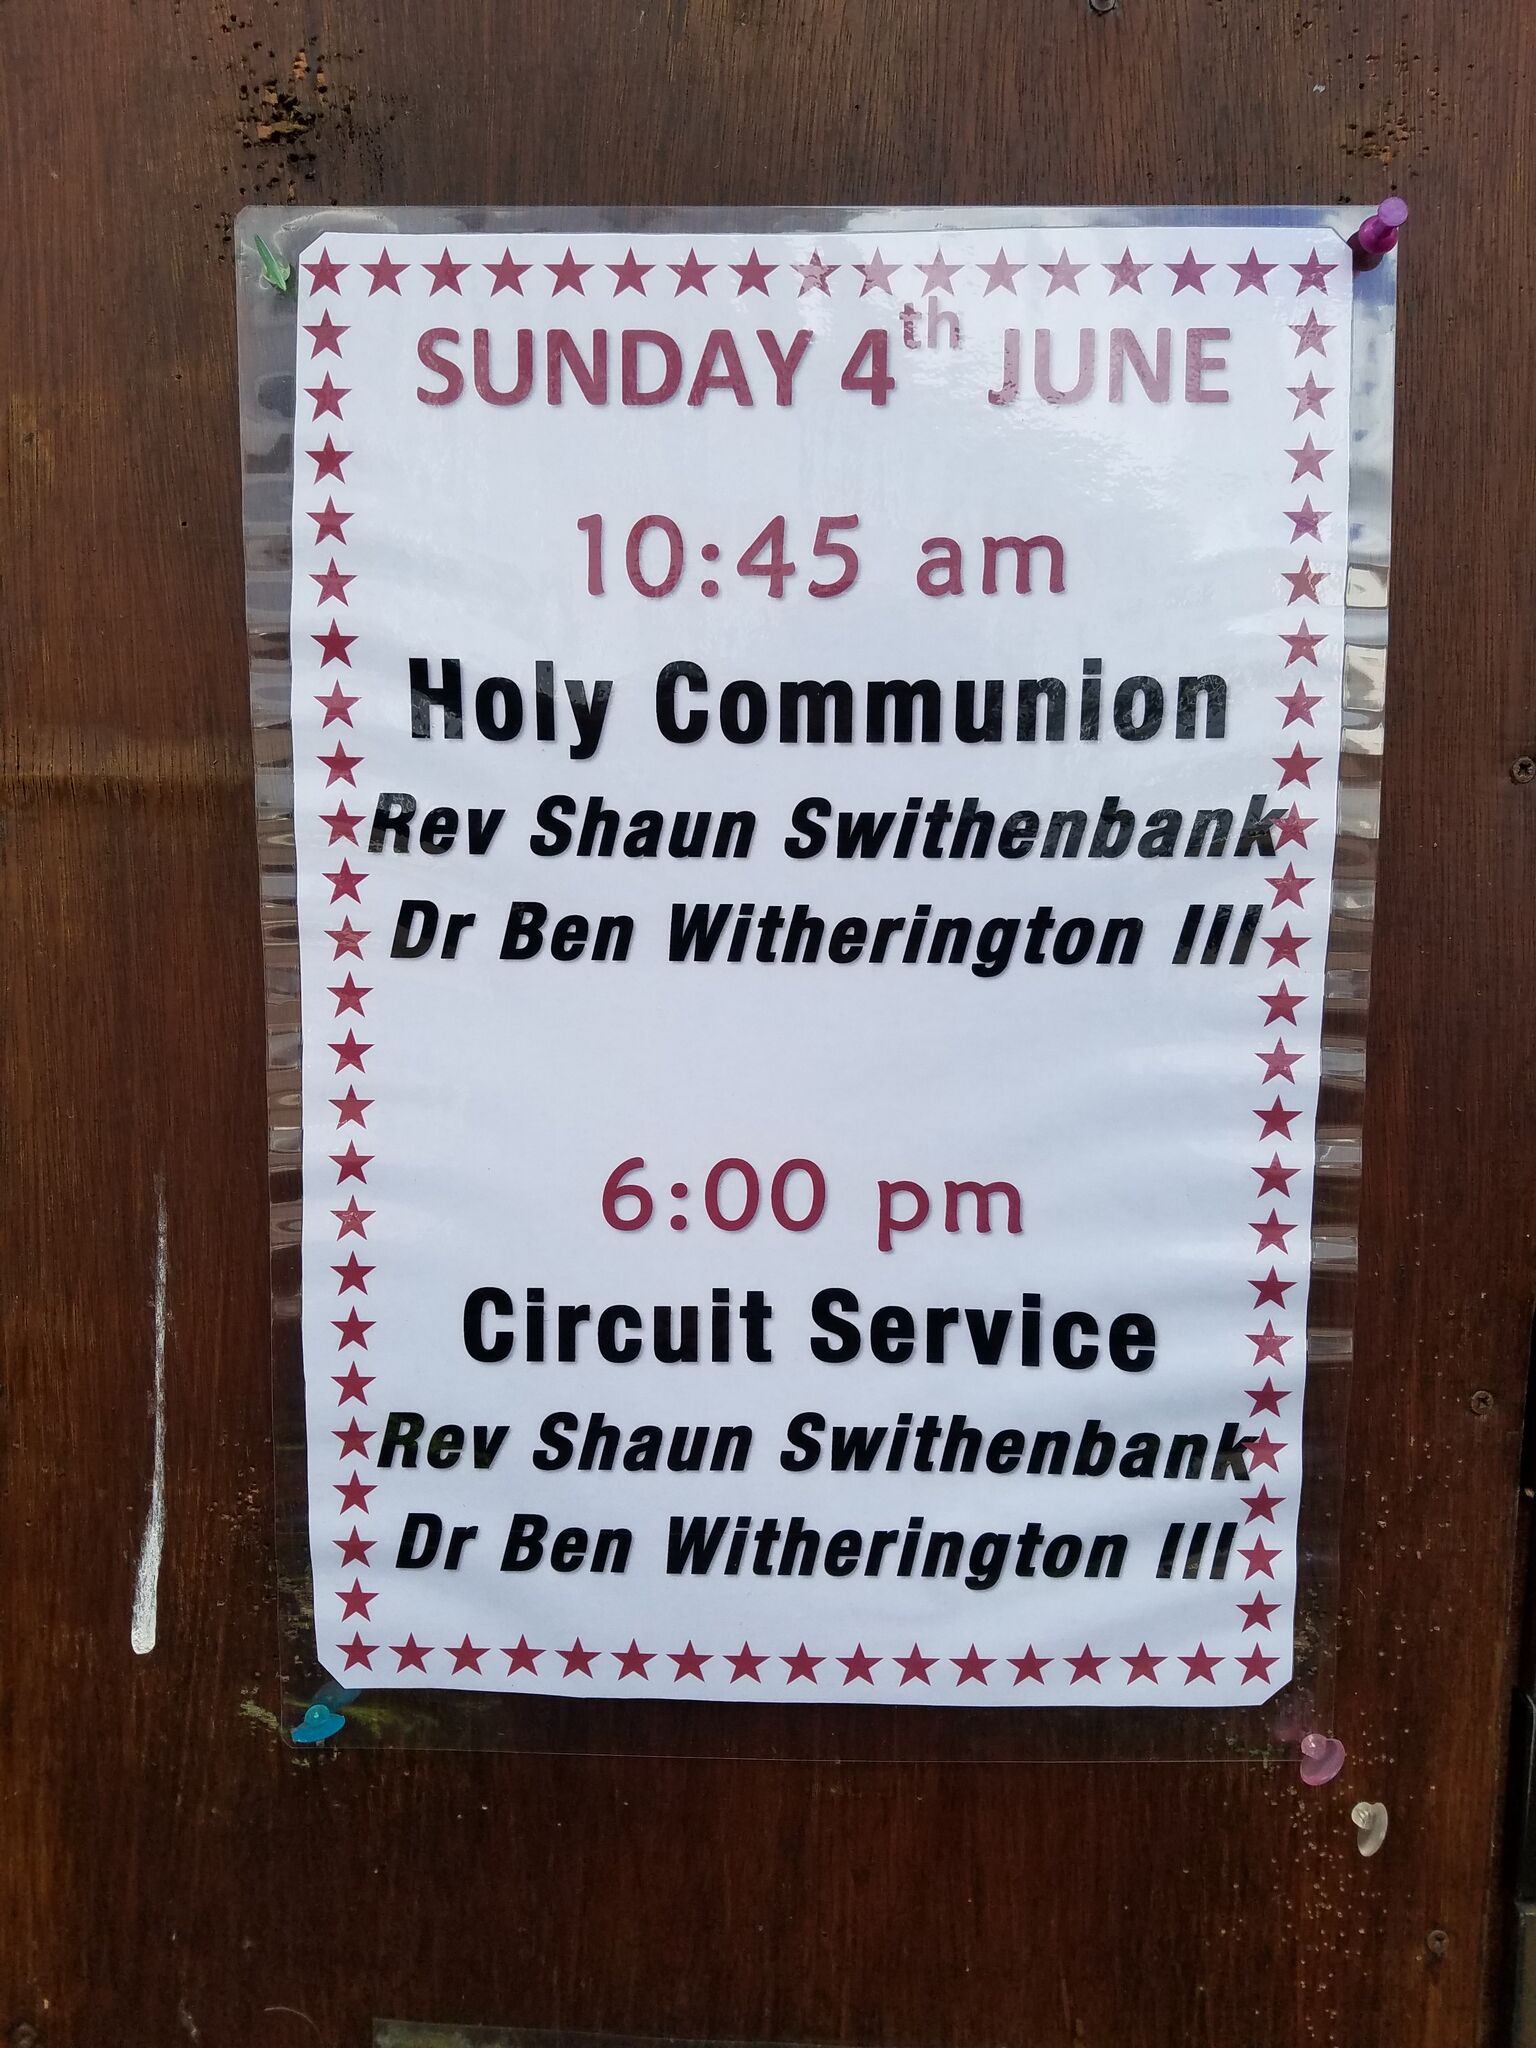 SUNDAY 4th JUNE
10:45 am
Holy Communion
Rev Shaun Swithenbank
Dr Ben Witherington III
6:00 pm
Circuit Service
Rev Shaun Swithenbank
Dr Ben Witherington III